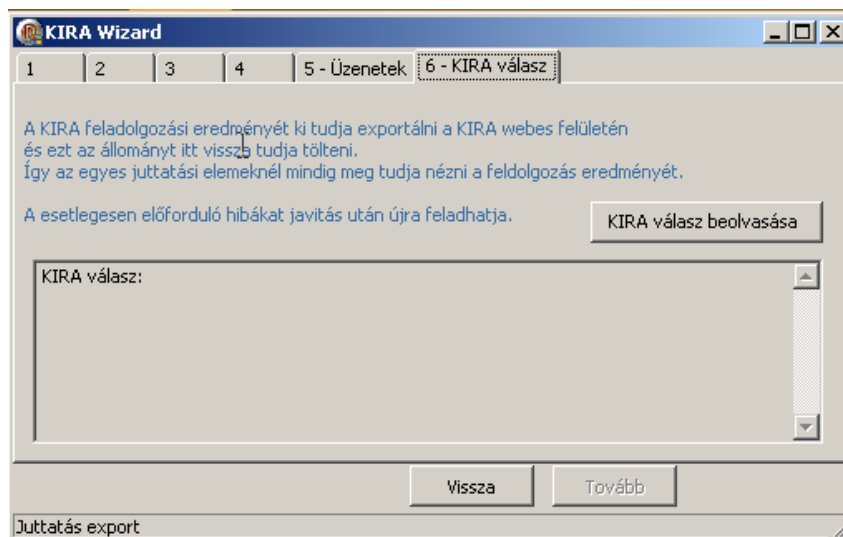 KIRA Wizard
1 2 3 4 5 - Üzenetek 6 - KIRA válasz
A KIRA feladolgozási eredményét ki tudja exportálni a KIRA webes felületén
és ezt az állományt itt vissza tudja tölteni.
Így az egyes juttatási elemeknél mindig meg tudja nézni a feldolgozás eredményét.
A esetlegesen előforduló hibákat javitás után újra feladhatja.
KIRA válasz beolvasása
KIRA válasz:
Vissza Tovább
Juttatás export